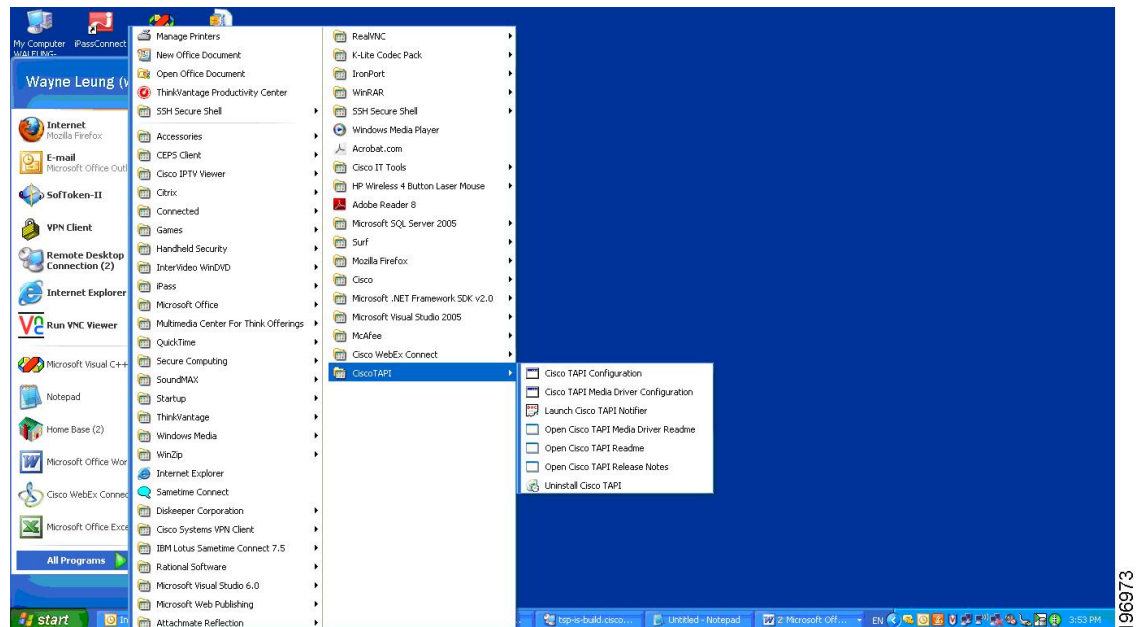 My Computer
iPassConnect
WALEUNG-
Wayne Leung (w
Internet
Mozilla Firefox
E-mail
Microsoft Office Outl
SofToken-II
VPN Client
Remote Desktop
Connection (2)
Internet Explorer
Run VNC Viewer
Microsoft Visual C++
Notepad
Home Base (2)
Microsoft Office Wor
Cisco WebEx Connec
Microsoft Office Exce
All Programs
Manage Printers
New Office Document
Open Office Document
ThinkVantage Productivity Center
SSH Secure Shell
Accessories
CEPS Client
Cisco IPTV Viewer
Citrix
Connected
Games
Handheld Security
InterVideo WinDVD
iPass
Microsoft Office
Multimedia Center For Think Offerings
QuickTime
Secure Computing
SoundMAX
Startup
ThinkVantage
Windows Media
WinZip
Internet Explorer
Sametime Connect
Diskeeper Corporation
Cisco Systems VPN Client
IBM Lotus Sametime Connect 7.5
Rational Software
Microsoft Visual Studio 6.0
Microsoft Web Publishing
Attachmate Reflection
RealVNC
K-Lite Codec Pack
IronPort
WinRAR
SSH Secure Shell
Windows Media Player
Acrobat.com
Cisco IT Tools
HP Wireless 4 Button Laser Mouse
Adobe Reader 8
Microsoft SQL Server 2005
Surf
Mozilla Firefox
Cisco
Microsoft .NET Framework SDK v2.0
Microsoft Visual Studio 2005
McAfee
Cisco WebEx Connect
CiscoTAPI
Cisco TAPI Configuration
Cisco TAPI Media Driver Configuration
Launch Cisco TAPI Notifier
Open Cisco TAPI Media Driver Readme
Open Cisco TAPI Readme
Open Cisco TAPI Release Notes
Uninstall Cisco TAPI
start
In
tsp-is-build.cisco...
Untitled - Notepad
2 Microsoft Off...
EN
3:53 PM
196973